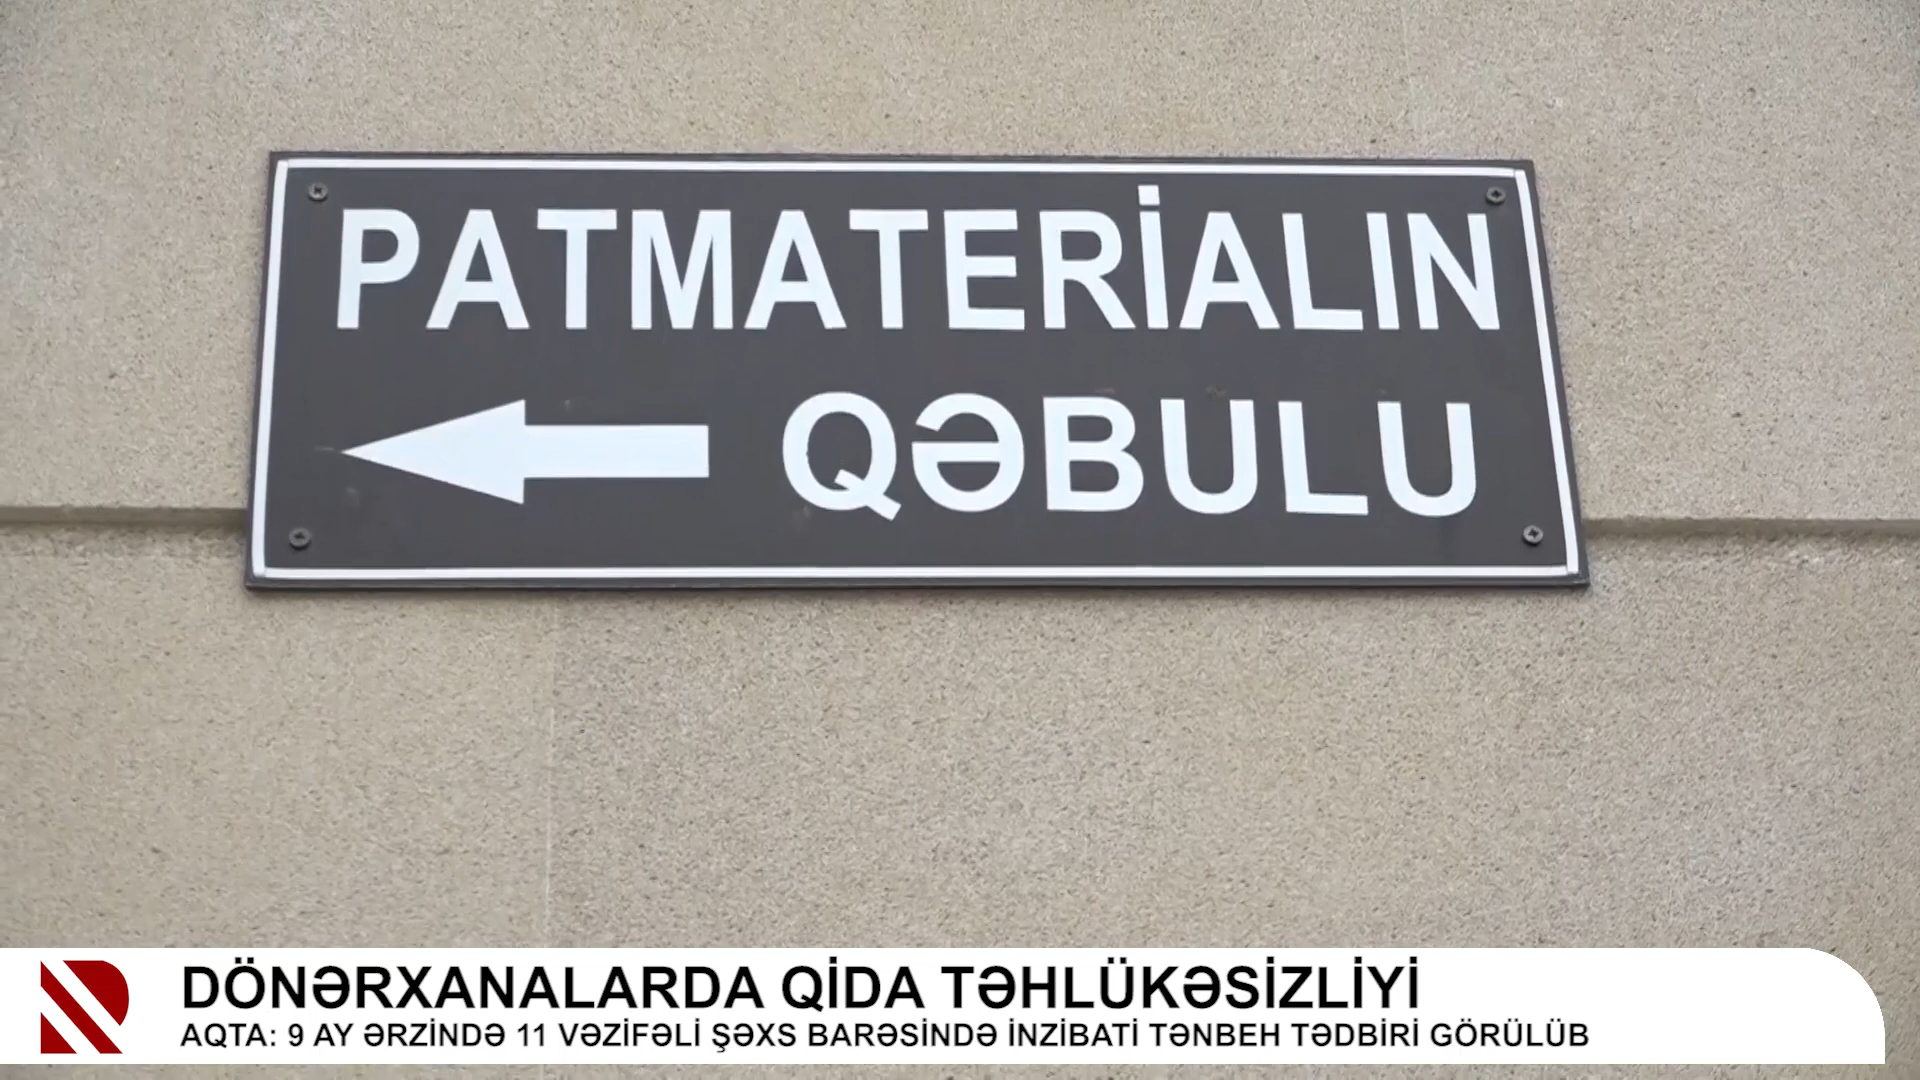 PATMATERİALIN
QƏBULU
DÖNƏRXANALARDA QİDA TƏHLÜKƏSİZLİYİ
AQTA: 9 AY ƏRZİNDƏ 11 VƏZİFƏLİ ŞƏXS BARƏSİNDƏ İNZİBATİ TƏNBEH TƏDBİRİ GÖRÜLÜB